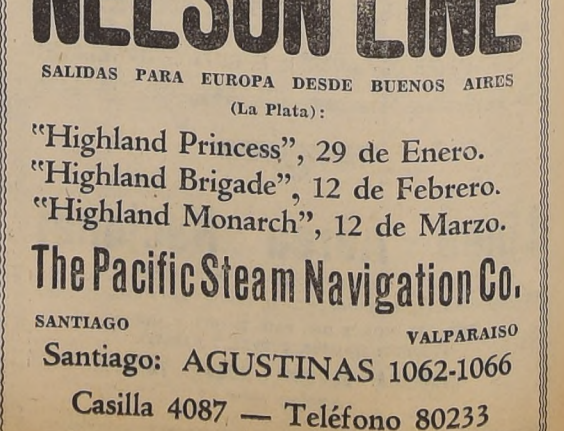 NELSON LINE
SALIDAS PARA EUROPA DESDE BUENOS AIRES
(La Plata):
"Highland Princess", 29 de Enero.
"Highland Brigade", 12 de Febrero.
"Highland Monarch", 12 de Marzo.
The Pacific Steam Navigation Co.
SANTIAGO VALPARAISO
Santiago: AGUSTINAS 1062-1066
Casilla 4087 — Teléfono 80233